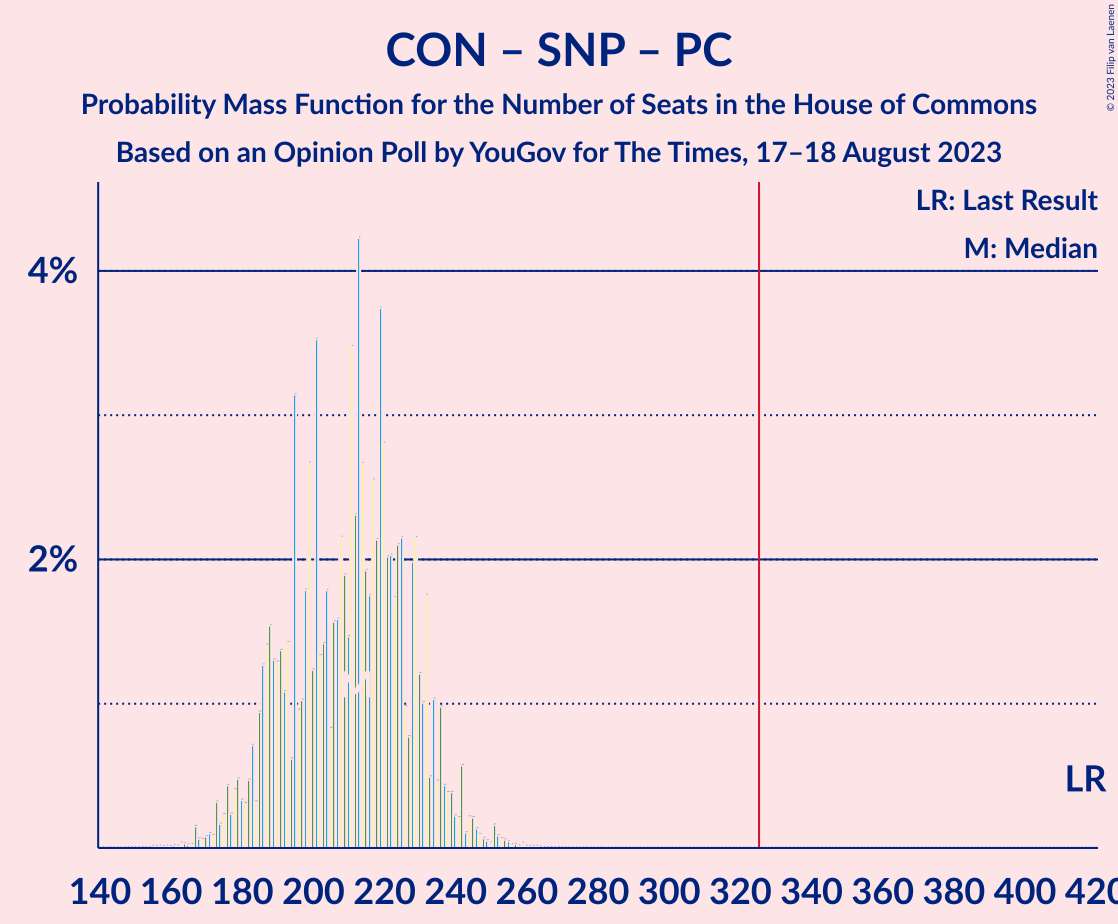 CON – SNP – PC
Probability Mass Function for the Number of Seats in the House of Commons
Based on an Opinion Poll by YouGov for The Times, 17–18 August 2023
© 2023 Filip van Laenen
LR: Last Result
M: Median
4%
2%
LR
140 160 180 200 220 240 260 280 300 320 340 360 380 400 420